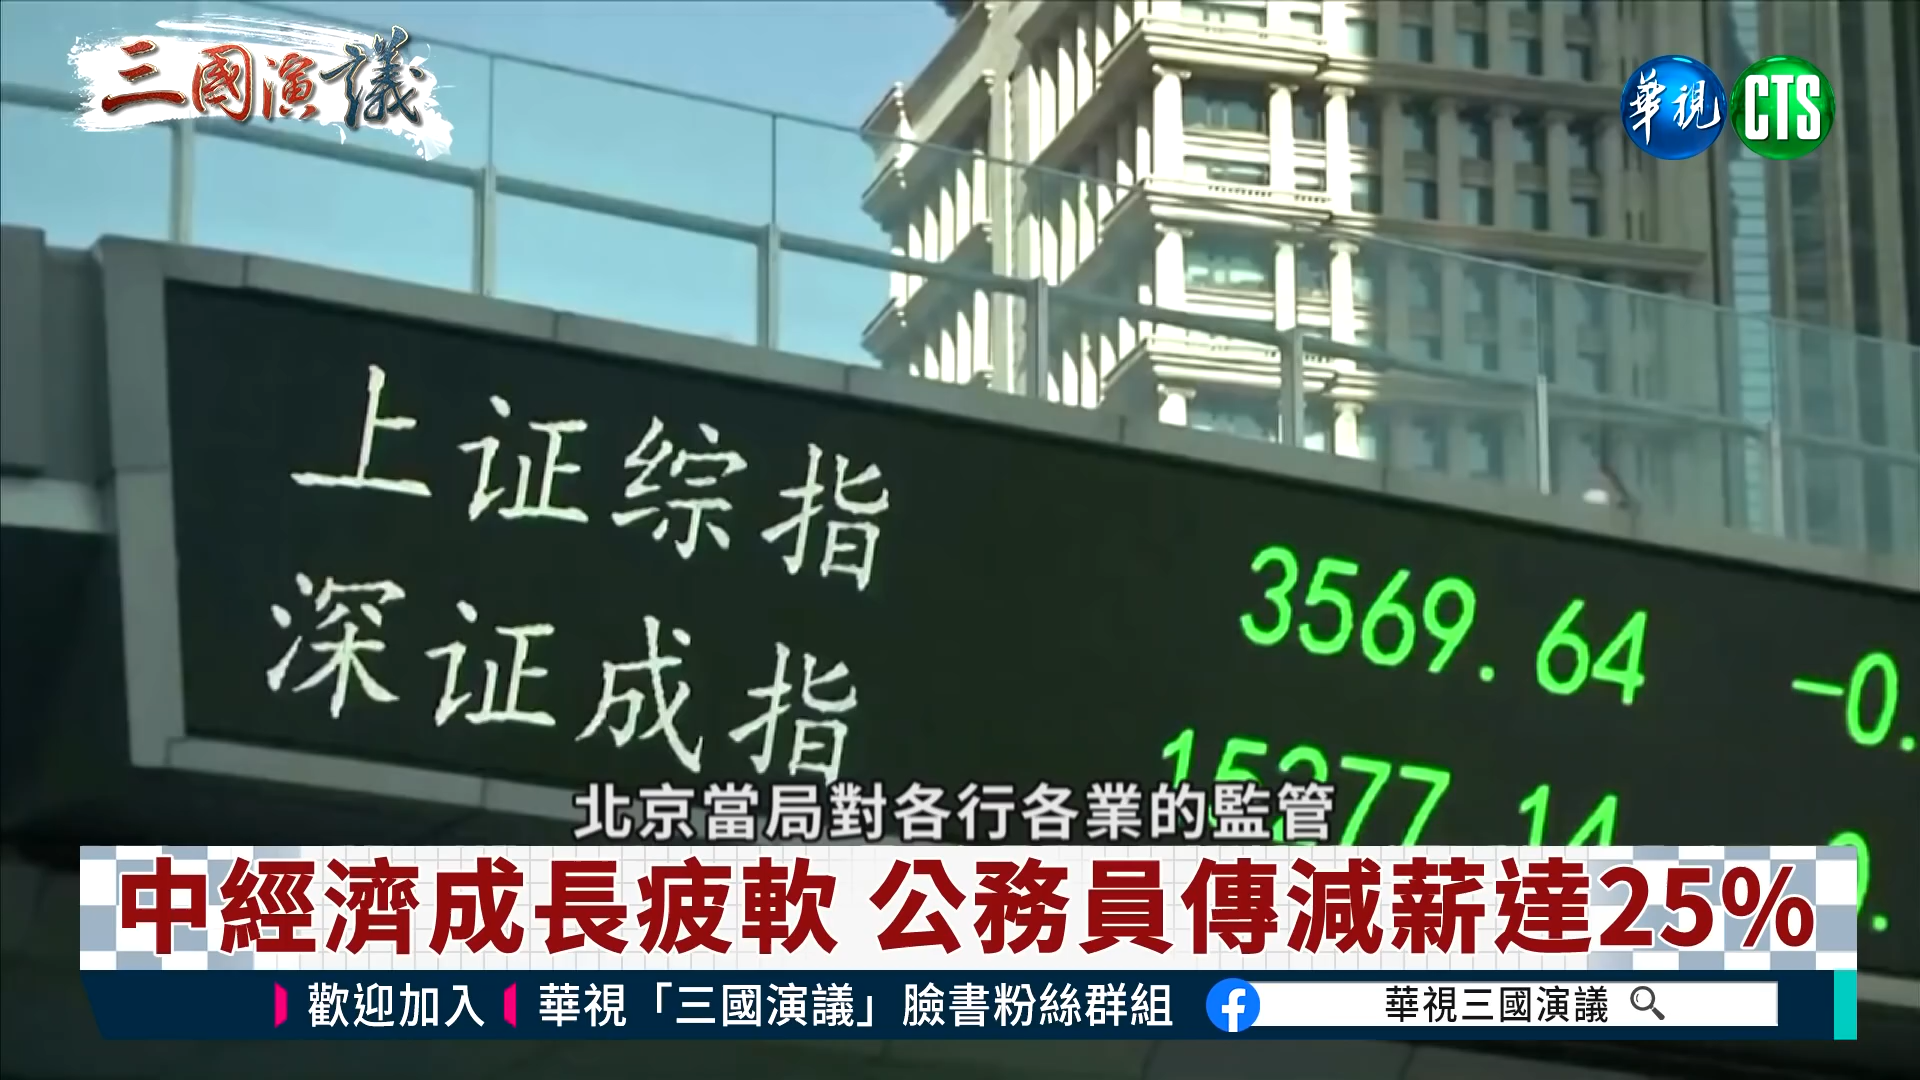 三國演議
華視 CTS
上证综指 3569.64 -0.
深证成指 15277.14
北京當局對各行各業的監管
中經濟成長疲軟 公務員傳減薪達25%
歡迎加入 華視「三國演議」臉書粉絲群組 f 華視三國演議